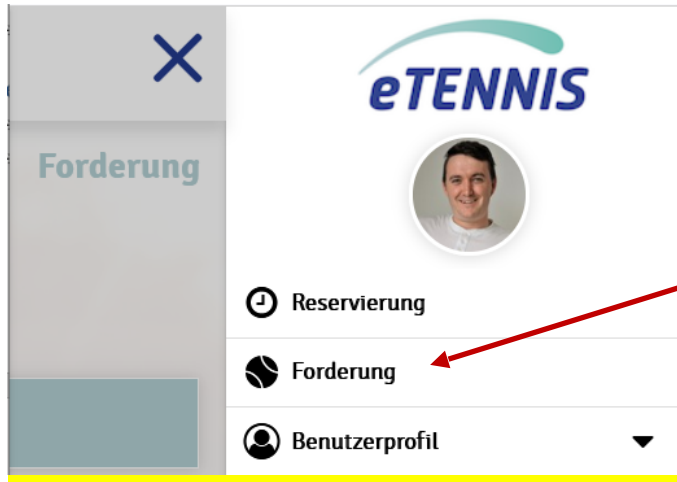 eTENNIS
Forderung
Reservierung
Forderung
Benutzerprofil